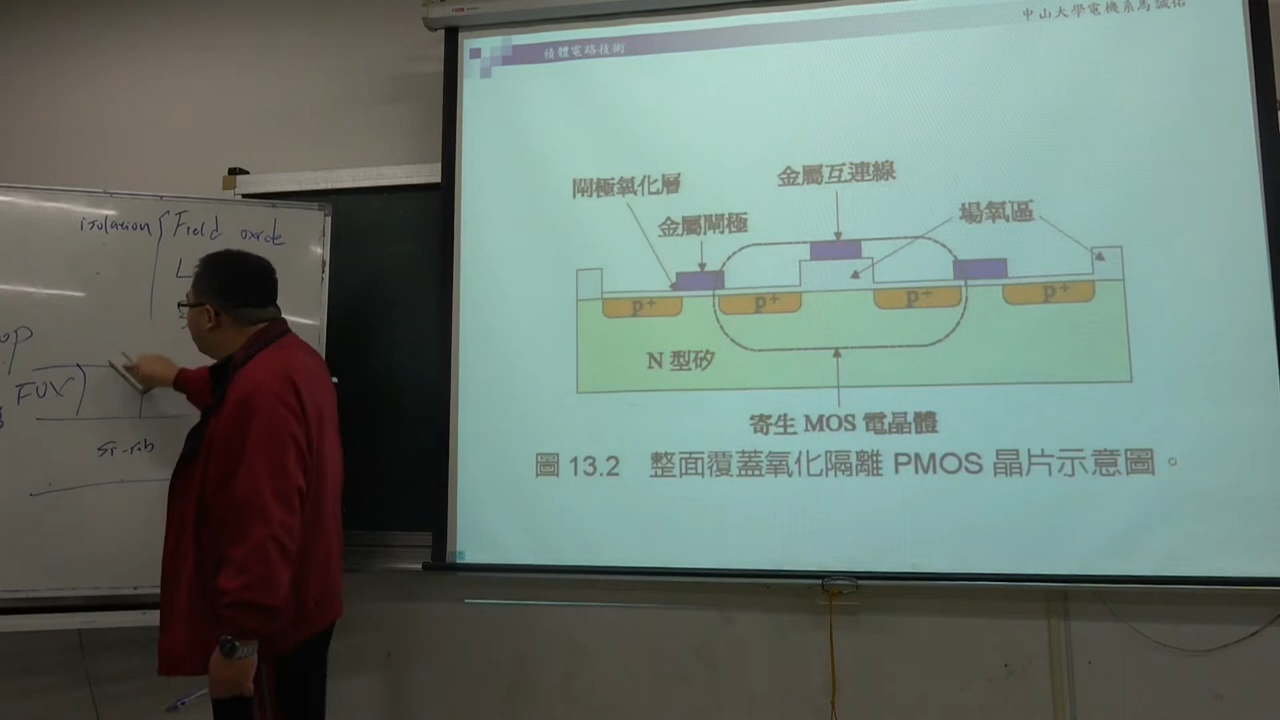 積體電路技術
中山大學電機系馬誠佑
閘極氧化層
金屬互連線
金屬閘極
場氧區
p+
p+
p+
p+
N 型矽
寄生 MOS 電晶體
圖 13.2 整面覆蓋氧化隔離 PMOS 晶片示意圖。
isolation { Field oxide
L
op
FOX